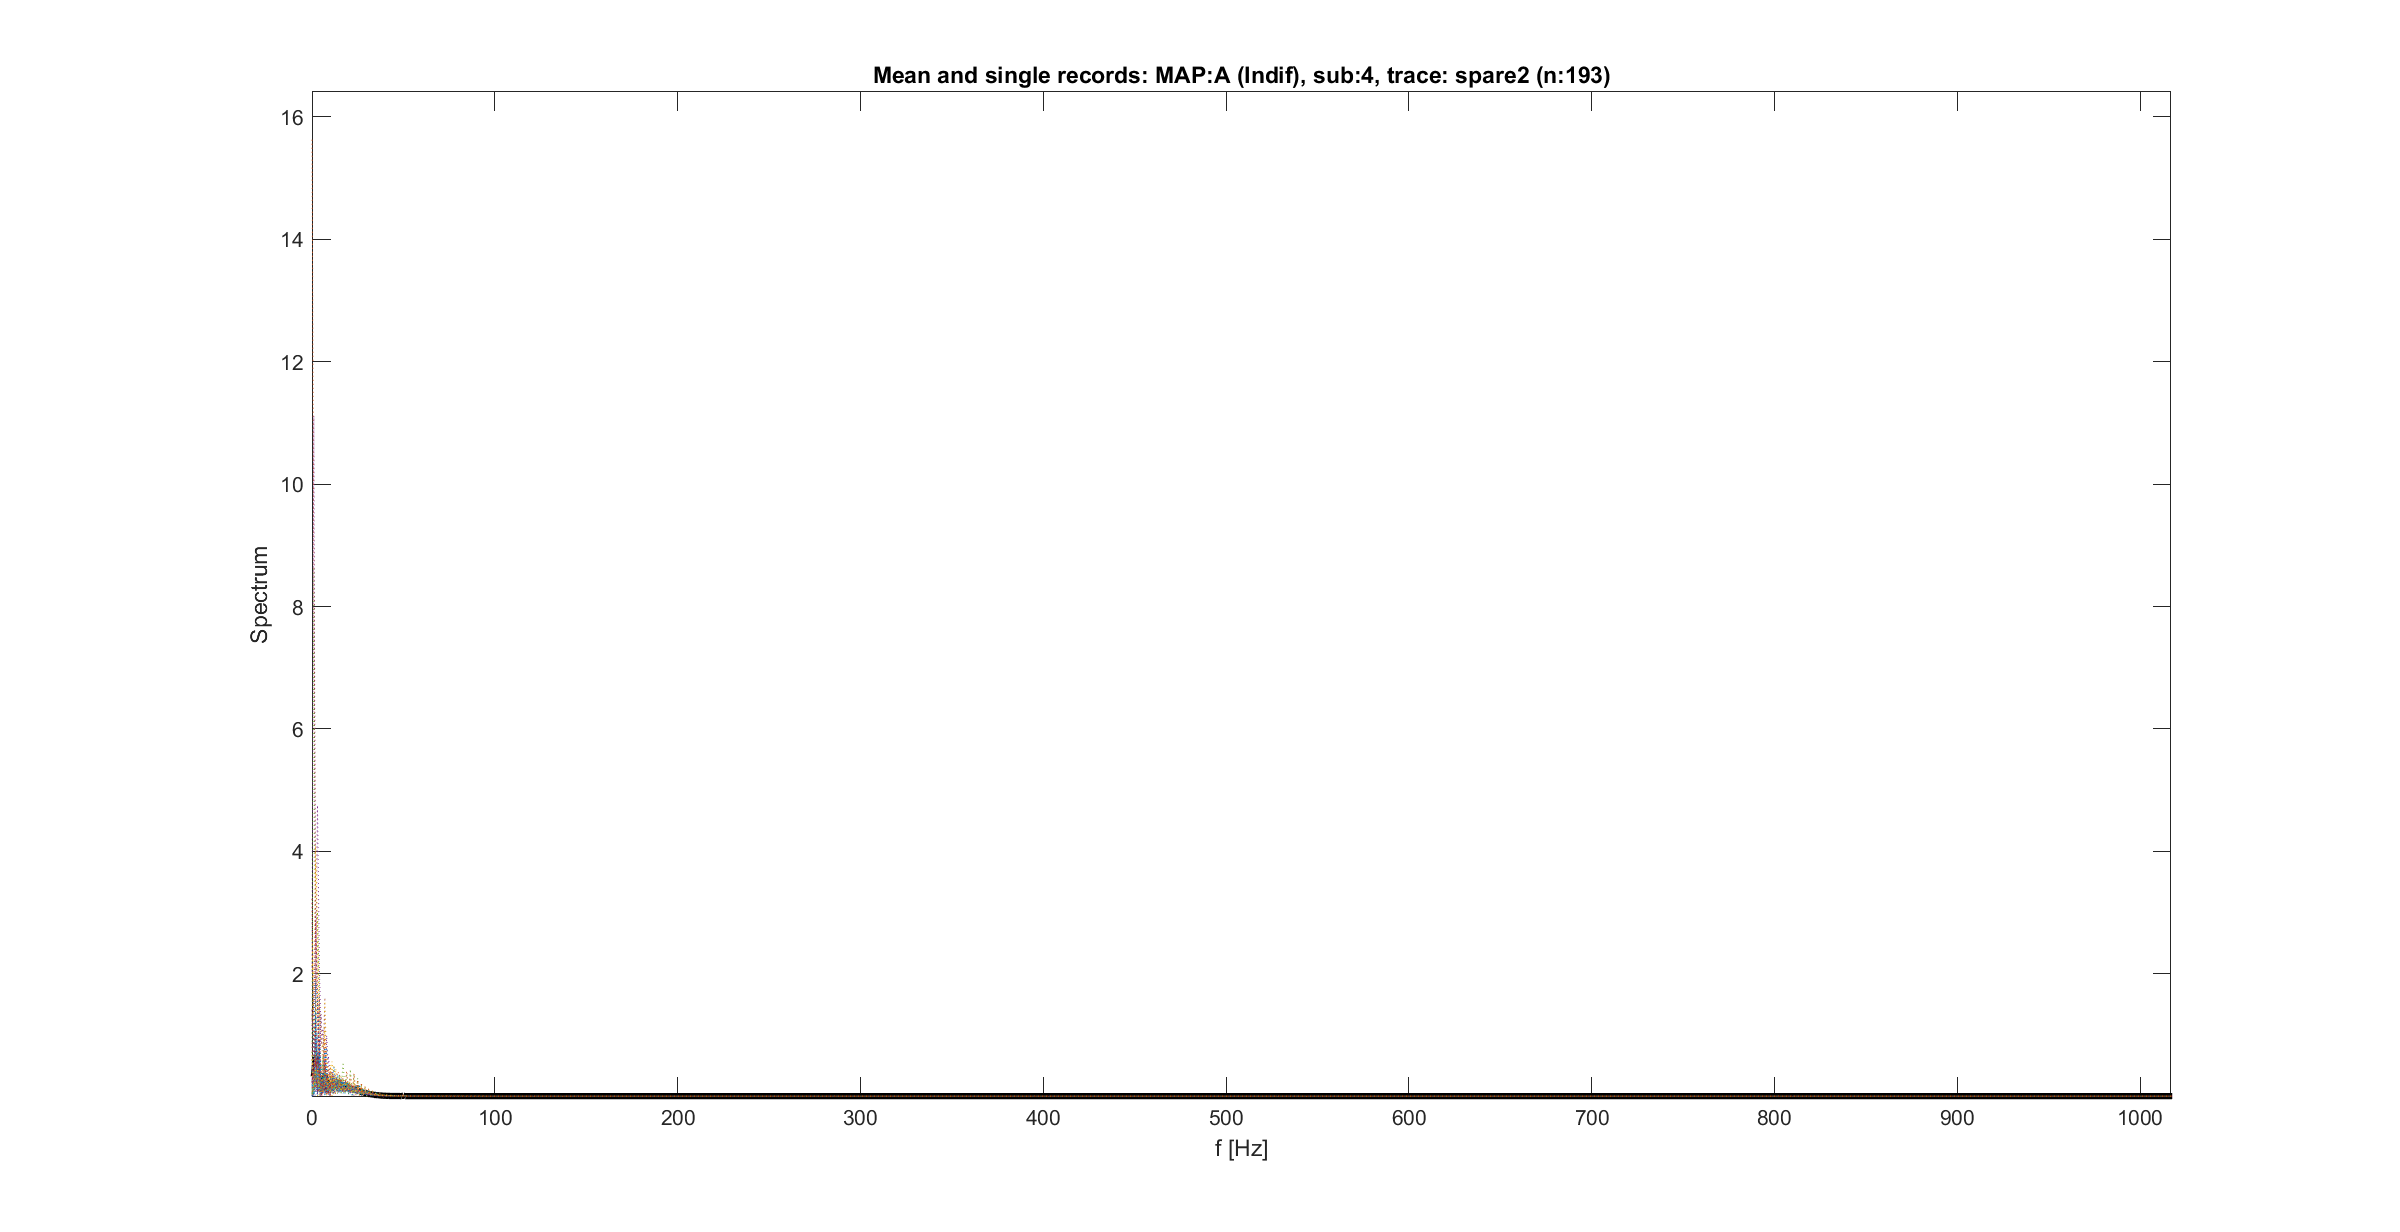 Mean and single records: MAP:A (Indif), sub:4, trace: spare2 (n:193)
16
14
12
10
8
6
4
2
Spectrum
0 100 200 300 400 500 600 700 800 900 1000
f [Hz]